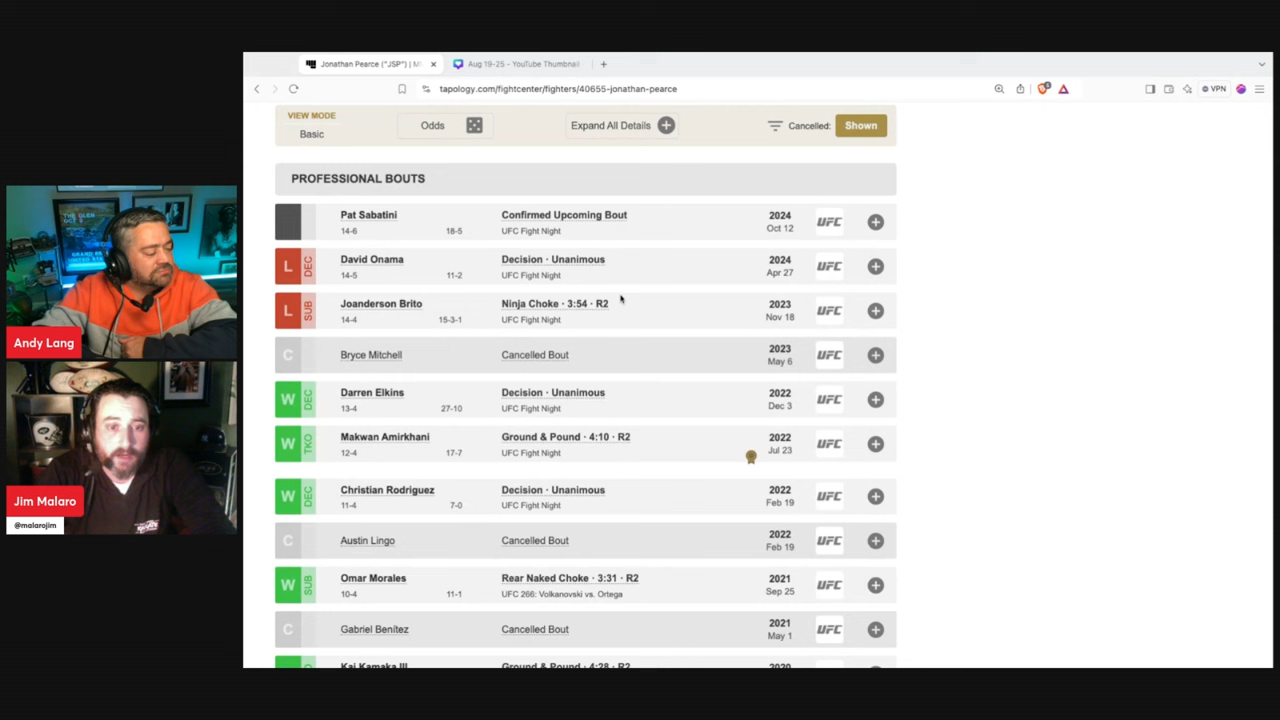 Jonathan Pearce ("JSP") | M
Aug 19-25 - YouTube Thumbnail
tapology.com/fightcenter/fighters/40655-jonathan-pearce
VPN
VIEW MODE
Basic
Odds
Expand All Details
Cancelled:
Shown
PROFESSIONAL BOUTS
Pat Sabatini Confirmed Upcoming Bout 2024
14-6 18-5 UFC Fight Night Oct 12
UFC
L DEC David Onama Decision · Unanimous 2024
14-5 11-2 UFC Fight Night Apr 27
UFC
L SUB Joanderson Brito Ninja Choke · 3:54 · R2 2023
14-4 15-3-1 UFC Fight Night Nov 18
UFC
C Bryce Mitchell Cancelled Bout 2023
May 6
UFC
W DEC Darren Elkins Decision · Unanimous 2022
13-4 27-10 UFC Fight Night Dec 3
UFC
W TKO Makwan Amirkhani Ground & Pound · 4:10 · R2 2022
12-4 17-7 UFC Fight Night Jul 23
UFC
W DEC Christian Rodriguez Decision · Unanimous 2022
11-4 7-0 UFC Fight Night Feb 19
UFC
C Austin Lingo Cancelled Bout 2022
Feb 19
UFC
W SUB Omar Morales Rear Naked Choke · 3:31 · R2 2021
10-4 11-1 UFC 266: Volkanovski vs. Ortega Sep 25
UFC
C Gabriel Benítez Cancelled Bout 2021
May 1
UFC
Kai Kamaka III Ground & Pound · 4:28 · R2 2020
Andy Lang
Jim Malaro
@malarojim